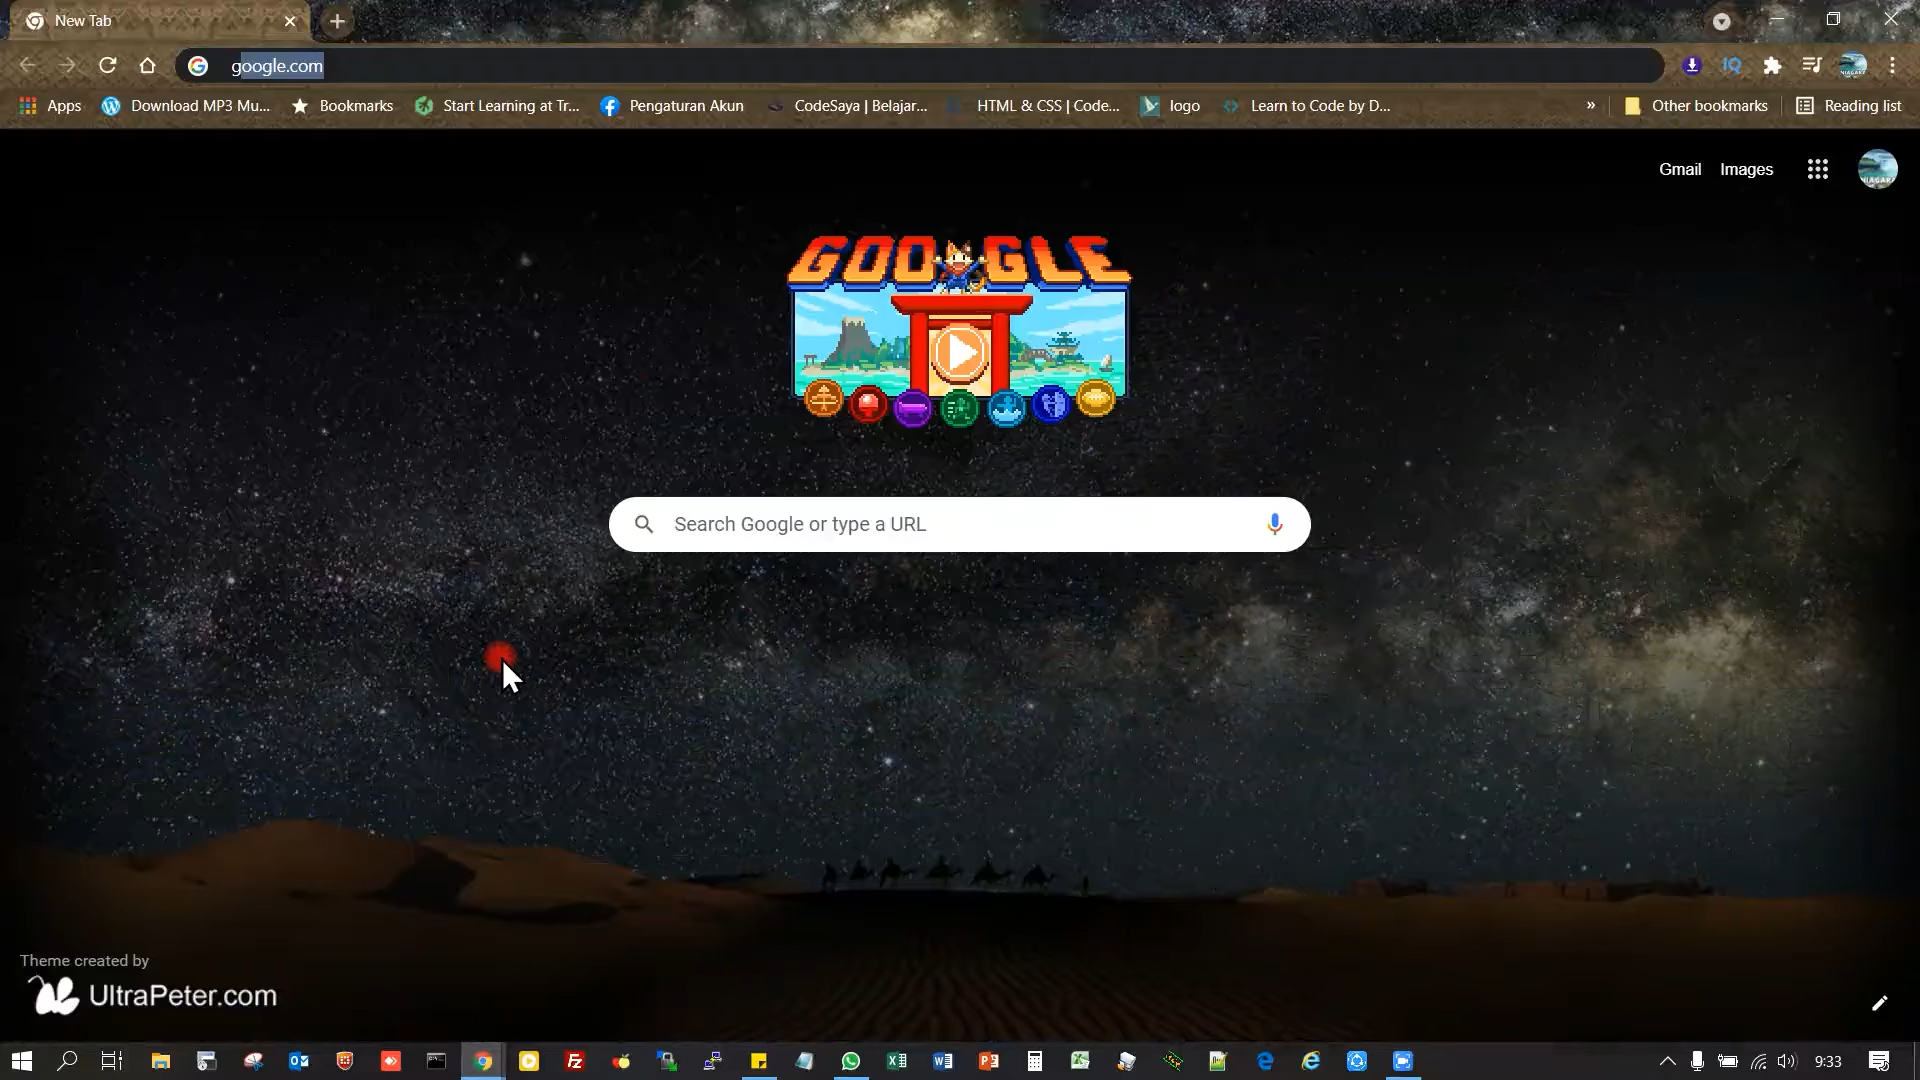 New Tab
google.com
Apps
Download MP3 Mu...
Bookmarks
Start Learning at Tr...
Pengaturan Akun
CodeSaya | Belajar...
HTML & CSS | Code...
logo
Learn to Code by D...
»
Other bookmarks
Reading list
Gmail
Images
GOOGLE
Search Google or type a URL
Theme created by
UltraPeter.com
9:33